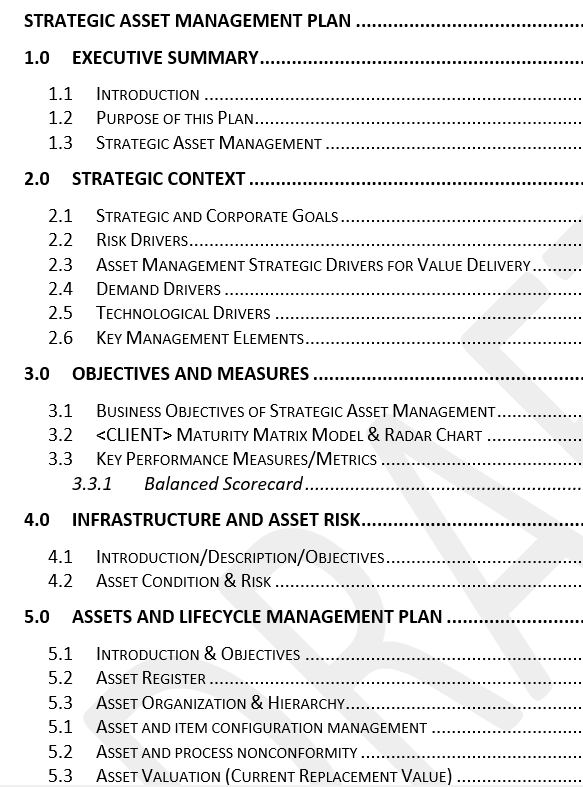 STRATEGIC ASSET MANAGEMENT PLAN
1.0 EXECUTIVE SUMMARY
1.1 INTRODUCTION
1.2 PURPOSE OF THIS PLAN
1.3 STRATEGIC ASSET MANAGEMENT
2.0 STRATEGIC CONTEXT
2.1 STRATEGIC AND CORPORATE GOALS
2.2 RISK DRIVERS
2.3 ASSET MANAGEMENT STRATEGIC DRIVERS FOR VALUE DELIVERY
2.4 DEMAND DRIVERS
2.5 TECHNOLOGICAL DRIVERS
2.6 KEY MANAGEMENT ELEMENTS
3.0 OBJECTIVES AND MEASURES
3.1 BUSINESS OBJECTIVES OF STRATEGIC ASSET MANAGEMENT
3.2 <CLIENT> MATURITY MATRIX MODEL & RADAR CHART
3.3 KEY PERFORMANCE MEASURES/METRICS
3.3.1 Balanced Scorecard
4.0 INFRASTRUCTURE AND ASSET RISK
4.1 INTRODUCTION/DESCRIPTION/OBJECTIVES
4.2 ASSET CONDITION & RISK
5.0 ASSETS AND LIFECYCLE MANAGEMENT PLAN
5.1 INTRODUCTION & OBJECTIVES
5.2 ASSET REGISTER
5.3 ASSET ORGANIZATION & HIERARCHY
5.1 ASSET AND ITEM CONFIGURATION MANAGEMENT
5.2 ASSET AND PROCESS NONCONFORMITY
5.3 ASSET VALUATION (CURRENT REPLACEMENT VALUE)
DRAFT